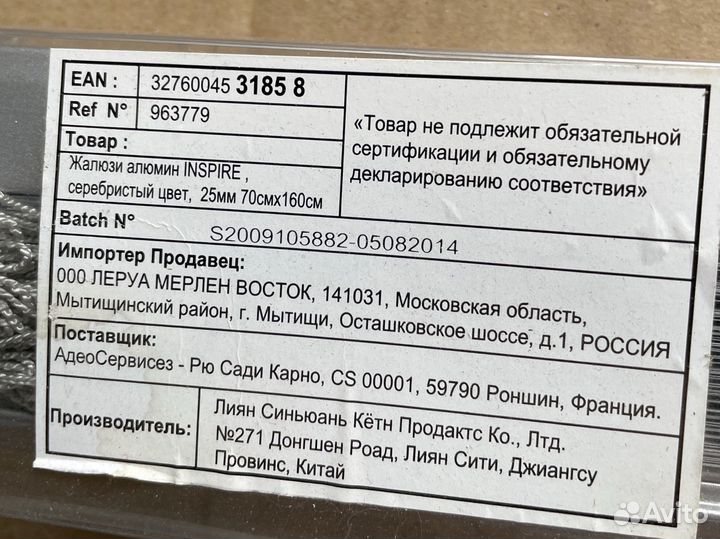 EAN : 32760045 3185 8
Ref N° 963779
Товар :
Жалюзи алюмин INSPIRE ,
серебристый цвет, 25мм 70смх160см
«Товар не подлежит обязательной
сертификации и обязательному
декларированию соответствия»
Batch N° S2009105882-05082014
Импортер Продавец:
ООО ЛЕРУА МЕРЛЕН ВОСТОК, 141031, Московская область,
Мытищинский район, г. Мытищи, Осташковское шоссе, д.1, РОССИЯ
Поставщик:
АдеоСервисез - Рю Сади Карно, CS 00001, 59790 Роншин, Франция.
Производитель:
Лиян Синьюань Кётн Продактс Ко., Лтд.
№271 Донгшен Роад, Лиян Сити, Джиангсу
Провинс, Китай
Avito